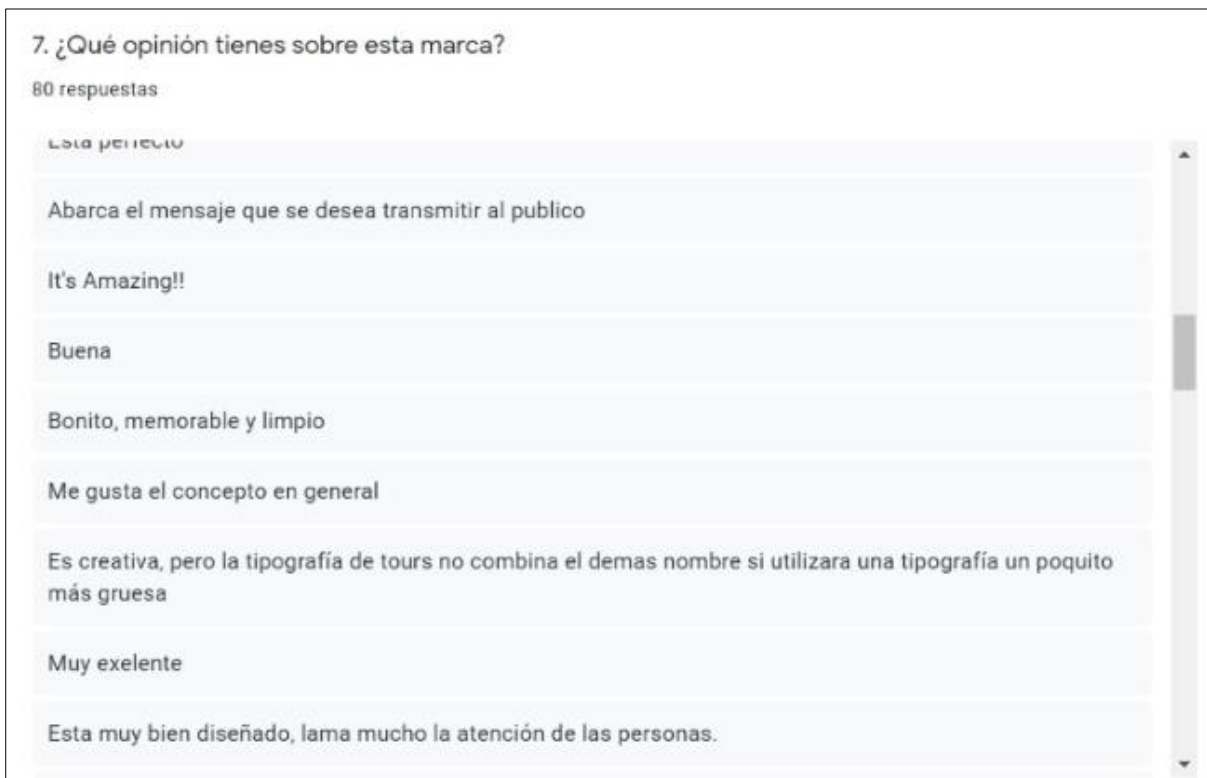 7. ¿Qué opinión tienes sobre esta marca?
80 respuestas
Esta perfecto
Abarca el mensaje que se desea transmitir al publico
It's Amazing!!
Buena
Bonito, memorable y limpio
Me gusta el concepto en general
Es creativa, pero la tipografía de tours no combina el demas nombre si utilizara una tipografía un poquito
más gruesa
Muy exelente
Esta muy bien diseñado, lama mucho la atención de las personas.